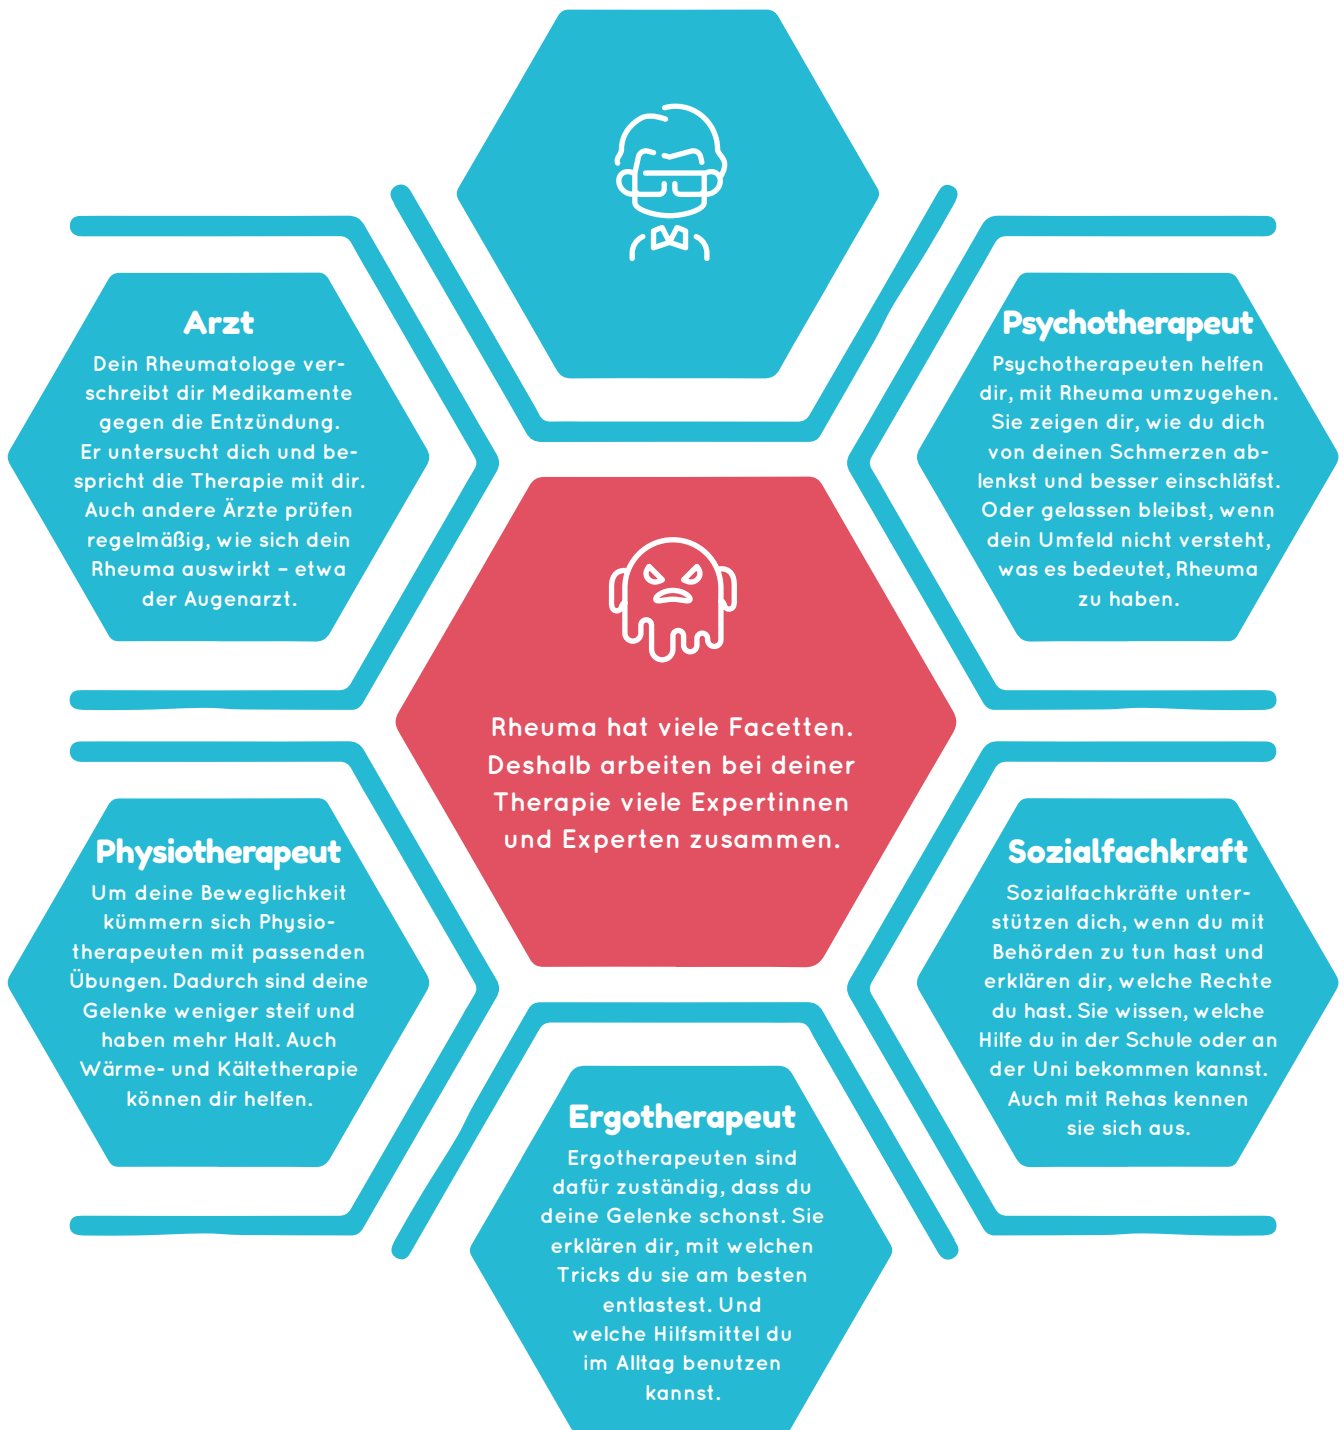 Arzt
Dein Rheumatologe ver-
schreibt dir Medikamente
gegen die Entzündung.
Er untersucht dich und be-
spricht die Therapie mit dir.
Auch andere Ärzte prüfen
regelmäßig, wie sich dein
Rheuma auswirkt – etwa
der Augenarzt.
Psychotherapeut
Psychotherapeuten helfen
dir, mit Rheuma umzugehen.
Sie zeigen dir, wie du dich
von deinen Schmerzen ab-
lenkst und besser einschläfst.
Oder gelassen bleibst, wenn
dein Umfeld nicht versteht,
was es bedeutet, Rheuma
zu haben.
Rheuma hat viele Facetten.
Deshalb arbeiten bei deiner
Therapie viele Expertinnen
und Experten zusammen.
Physiotherapeut
Um deine Beweglichkeit
kümmern sich Physio-
therapeuten mit passenden
Übungen. Dadurch sind deine
Gelenke weniger steif und
haben mehr Halt. Auch
Wärme- und Kältetherapie
können dir helfen.
Sozialfachkraft
Sozialfachkräfte unter-
stützen dich, wenn du mit
Behörden zu tun hast und
erklären dir, welche Rechte
du hast. Sie wissen, welche
Hilfe du in der Schule oder an
der Uni bekommen kannst.
Auch mit Rehas kennen
sie sich aus.
Ergotherapeut
Ergotherapeuten sind
dafür zuständig, dass du
deine Gelenke schonst. Sie
erklären dir, mit welchen
Tricks du sie am besten
entlastest. Und
welche Hilfsmittel du
im Alltag benutzen
kannst.